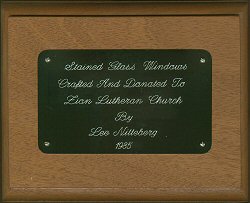 Stained Glass Windows
Crafted And Donated To
Zion Lutheran Church
By
Lee Nitteberg
1985